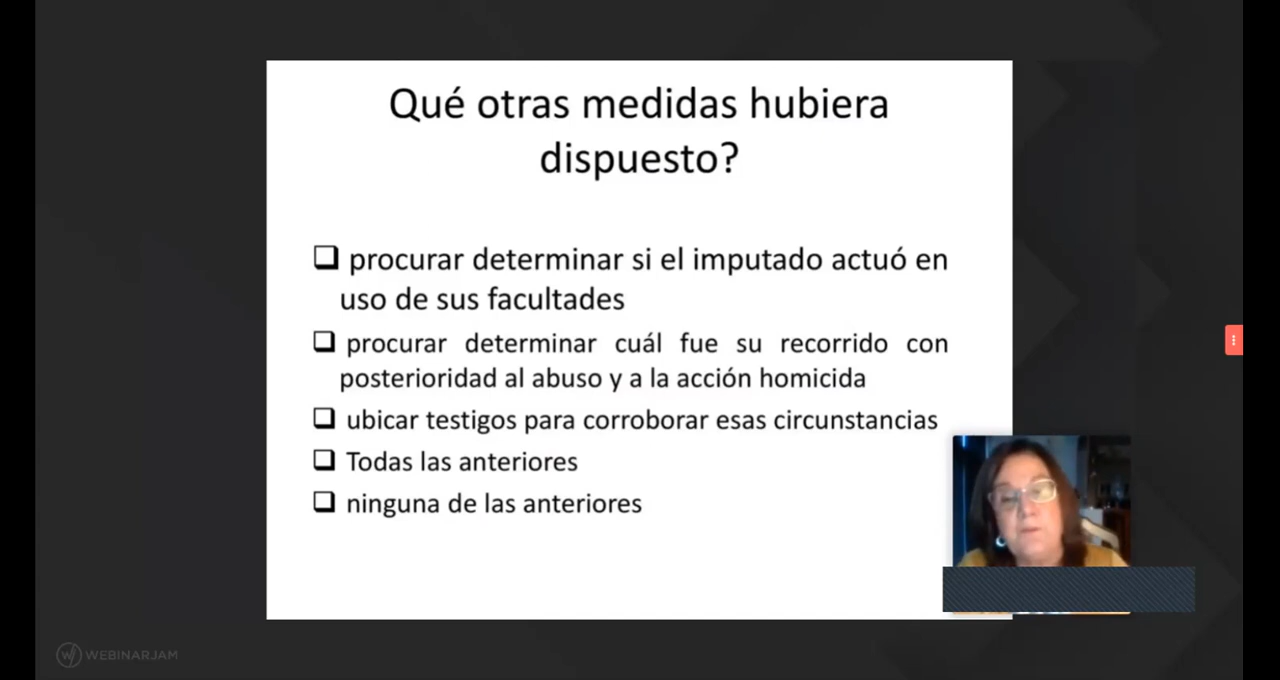 Qué otras medidas hubiera
dispuesto?
procurar determinar si el imputado actuó en
uso de sus facultades
procurar determinar cuál fue su recorrido con
posterioridad al abuso y a la acción homicida
ubicar testigos para corroborar esas circunstancias
Todas las anteriores
ninguna de las anteriores
WEBINARJAM